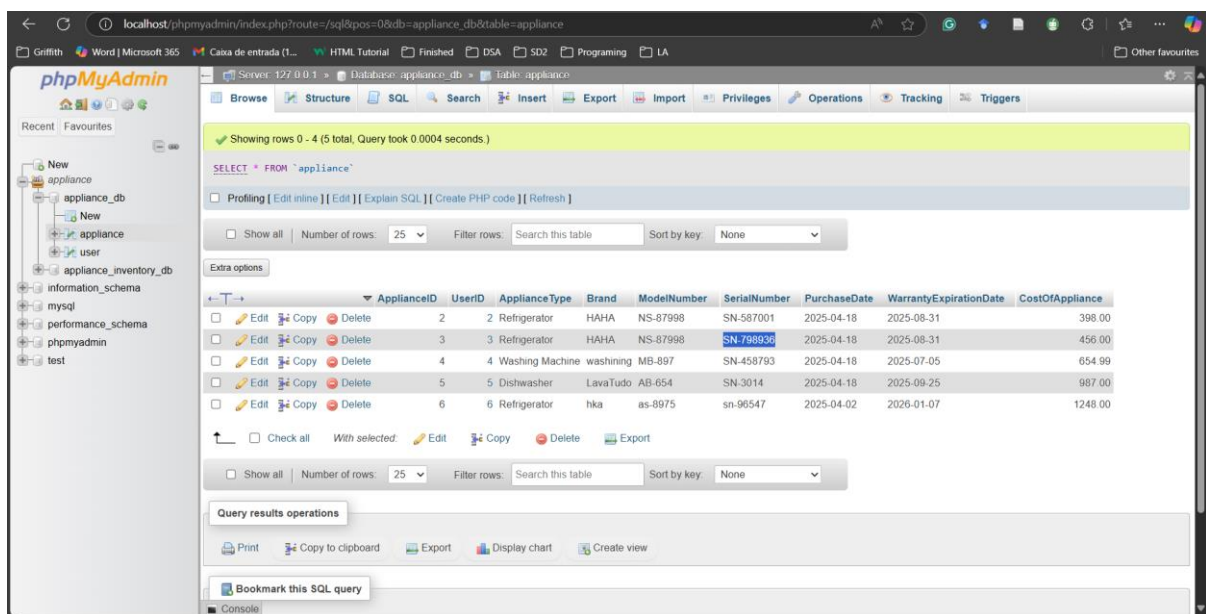 localhost/phpmyadmin/index.php?route=/sql&pos=0&db=appliance_db&table=appliance
Griffith Word | Microsoft 365 Caixa de entrada (1... HTML Tutorial Finished DSA SD2 Programing LA Other favourites
phpMyAdmin
Recent Favourites
New
appliance
appliance_db
New
appliance
user
appliance_inventory_db
information_schema
mysql
performance_schema
phpmyadmin
test
Server: 127.0.0.1 » Database: appliance_db » Table: appliance
Browse Structure SQL Search Insert Export Import Privileges Operations Tracking Triggers
Showing rows 0 - 4 (5 total, Query took 0.0004 seconds.)
SELECT * FROM `appliance`
Profiling [ Edit inline ] [ Edit ] [ Explain SQL ] [ Create PHP code ] [ Refresh ]
Show all | Number of rows: 25 Filter rows: Search this table Sort by key: None
Extra options
ApplianceID UserID ApplianceType Brand ModelNumber SerialNumber PurchaseDate WarrantyExpirationDate CostOfAppliance
Edit Copy Delete 2 2 Refrigerator HAHA NS-87998 SN-587001 2025-04-18 2025-08-31 398.00
Edit Copy Delete 3 3 Refrigerator HAHA NS-87998 SN-798936 2025-04-18 2025-08-31 456.00
Edit Copy Delete 4 4 Washing Machine washining MB-897 SN-458793 2025-04-18 2025-07-05 654.99
Edit Copy Delete 5 5 Dishwasher LavaTudo AB-654 SN-3014 2025-04-18 2025-09-25 987.00
Edit Copy Delete 6 6 Refrigerator hka as-8975 sn-96547 2025-04-02 2026-01-07 1248.00
Check all With selected: Edit Copy Delete Export
Show all | Number of rows: 25 Filter rows: Search this table Sort by key: None
Query results operations
Print Copy to clipboard Export Display chart Create view
Bookmark this SQL query
Console